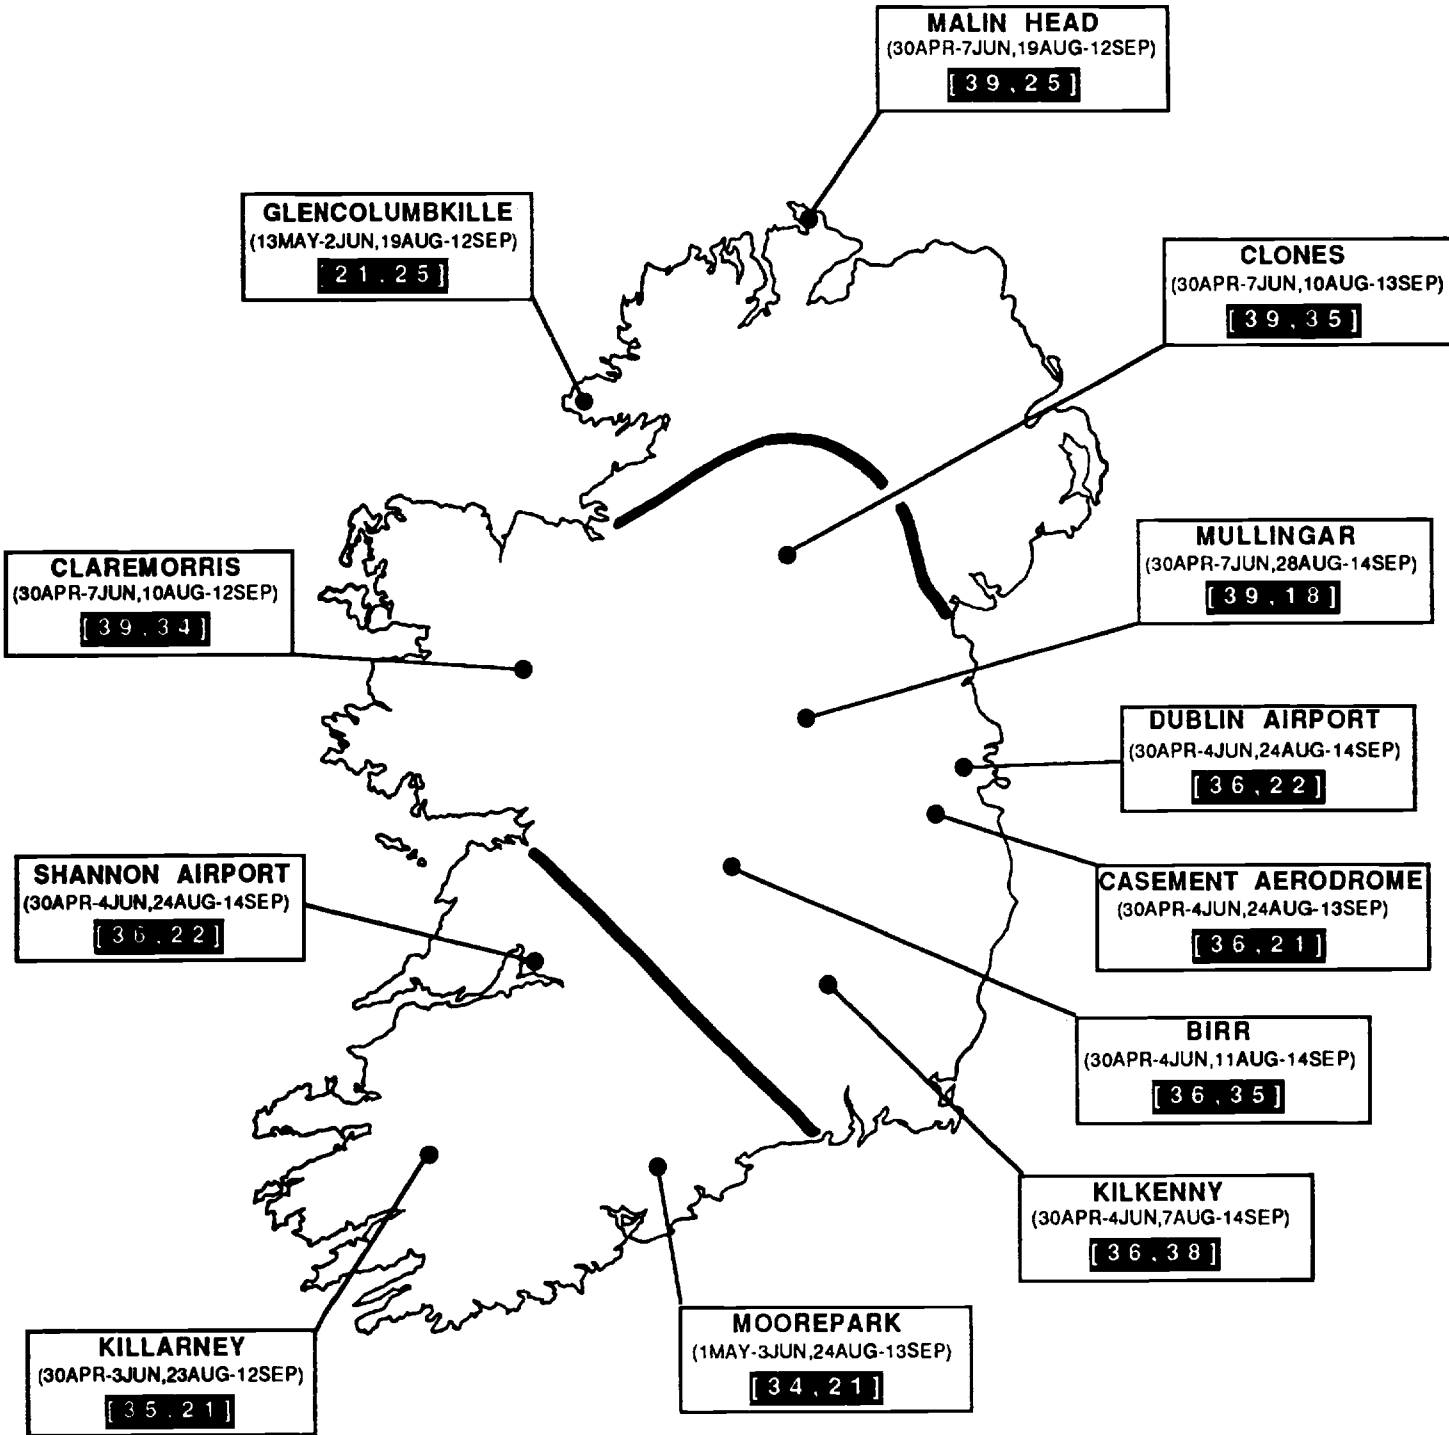 MALIN HEAD
(30APR-7JUN,19AUG-12SEP)
[39,25]
GLENCOLUMBKILLE
(13MAY-2JUN,19AUG-12SEP)
[21,25]
CLONES
(30APR-7JUN,10AUG-13SEP)
[39,35]
MULLINGAR
(30APR-7JUN,28AUG-14SEP)
[39,18]
CLAREMORRIS
(30APR-7JUN,10AUG-12SEP)
[39,34]
DUBLIN AIRPORT
(30APR-4JUN,24AUG-14SEP)
[36,22]
SHANNON AIRPORT
(30APR-4JUN,24AUG-14SEP)
[36,22]
CASEMENT AERODROME
(30APR-4JUN,24AUG-13SEP)
[36,21]
BIRR
(30APR-4JUN,11AUG-14SEP)
[36,35]
KILKENNY
(30APR-4JUN,7AUG-14SEP)
[36,38]
MOOREPARK
(1MAY-3JUN,24AUG-13SEP)
[34,21]
KILLARNEY
(30APR-3JUN,23AUG-12SEP)
[35,21]